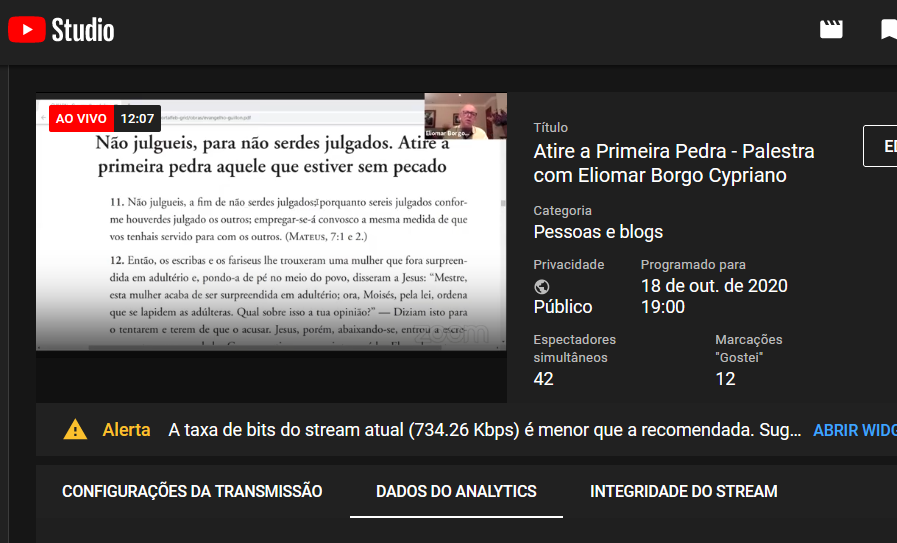 Studio
AO VIVO 12:07
Não julgueis, para não serdes julgados. Atire a
primeira pedra aquele que estiver sem pecado
11. Não julgueis, a fim de não serdes julgados; porquanto sereis julgados confor-
me houverdes julgado os outros; empregar-se-á convosco a mesma medida de que
vos tenhais servido para com os outros. (MATEUS, 7:1 e 2.)
12. Então, os escribas e os fariseus lhe trouxeram uma mulher que fora surpreen-
dida em adultério e, pondo-a de pé no meio do povo, disseram a Jesus: “Mestre,
esta mulher acaba de ser surpreendida em adultério; ora, Moisés, pela lei, ordena
que se lapidem as adúlteras. Qual sobre isso a tua opinião?” — Diziam isto para
o tentarem e terem de que o acusar. Jesus, porém, abaixando-se, entrou a escre-
Eliomar Borgo...
zoom
Título
Atire a Primeira Pedra - Palestra
com Eliomar Borgo Cypriano
Categoria
Pessoas e blogs
Privacidade
Público
Programado para
18 de out. de 2020
19:00
Espectadores
simultâneos
42
Marcações
"Gostei"
12
Alerta A taxa de bits do stream atual (734.26 Kbps) é menor que a recomendada. Sug... ABRIR WIDG
CONFIGURAÇÕES DA TRANSMISSÃO DADOS DO ANALYTICS INTEGRIDADE DO STREAM